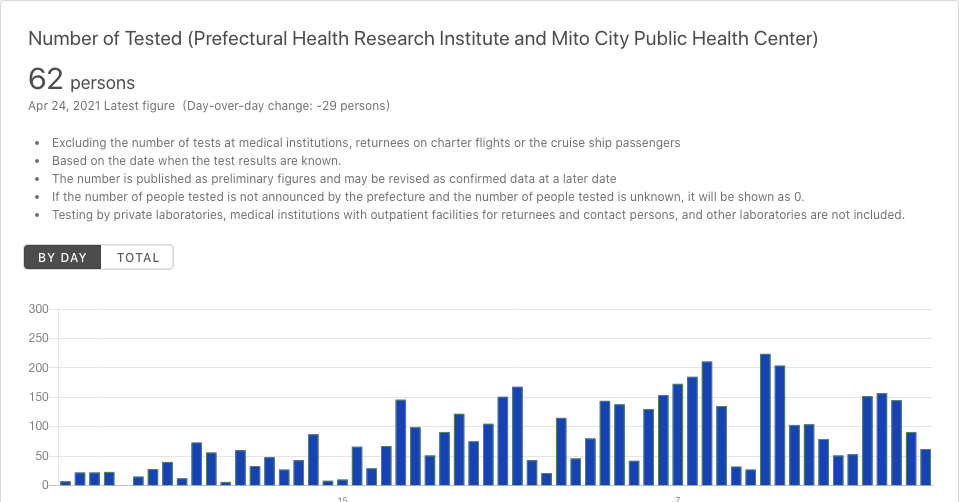 Number of Tested (Prefectural Health Research Institute and Mito City Public Health Center)
62 persons
Apr 24, 2021 Latest figure (Day-over-day change: -29 persons)
• Excluding the number of tests at medical institutions, returnees on charter flights or the cruise ship passengers
• Based on the date when the test results are known.
• The number is published as preliminary figures and may be revised as confirmed data at a later date
• If the number of people tested is not announced by the prefecture and the number of people tested is unknown, it will be shown as 0.
• Testing by private laboratories, medical institutions with outpatient facilities for returnees and contact persons, and other laboratories are not included.
BY DAY TOTAL
300
250
200
150
100
50
0
15 7